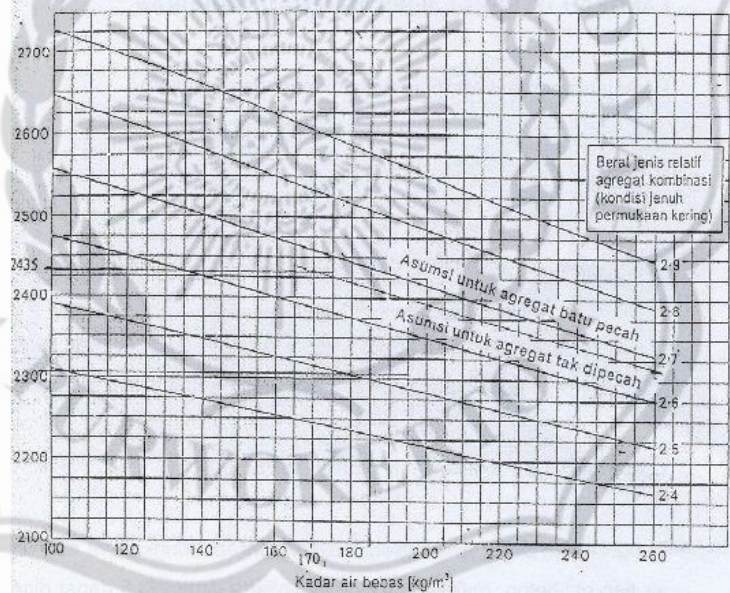 2700
2600
2500
2435
2400
2300
2200
2100
Berat jenis relatif
agregat kombinasi
(kondisi jenuh
permukaan kering)
Asumsi untuk agregat batu pecah
Asumsi untuk agregat tak dipecah
2.9
2.8
2.7
2.6
2.5
2.4
100 120 140 160 170 180 200 200 220 240 260
Kadar air bebas [kg/m³]
PURWOKERTO